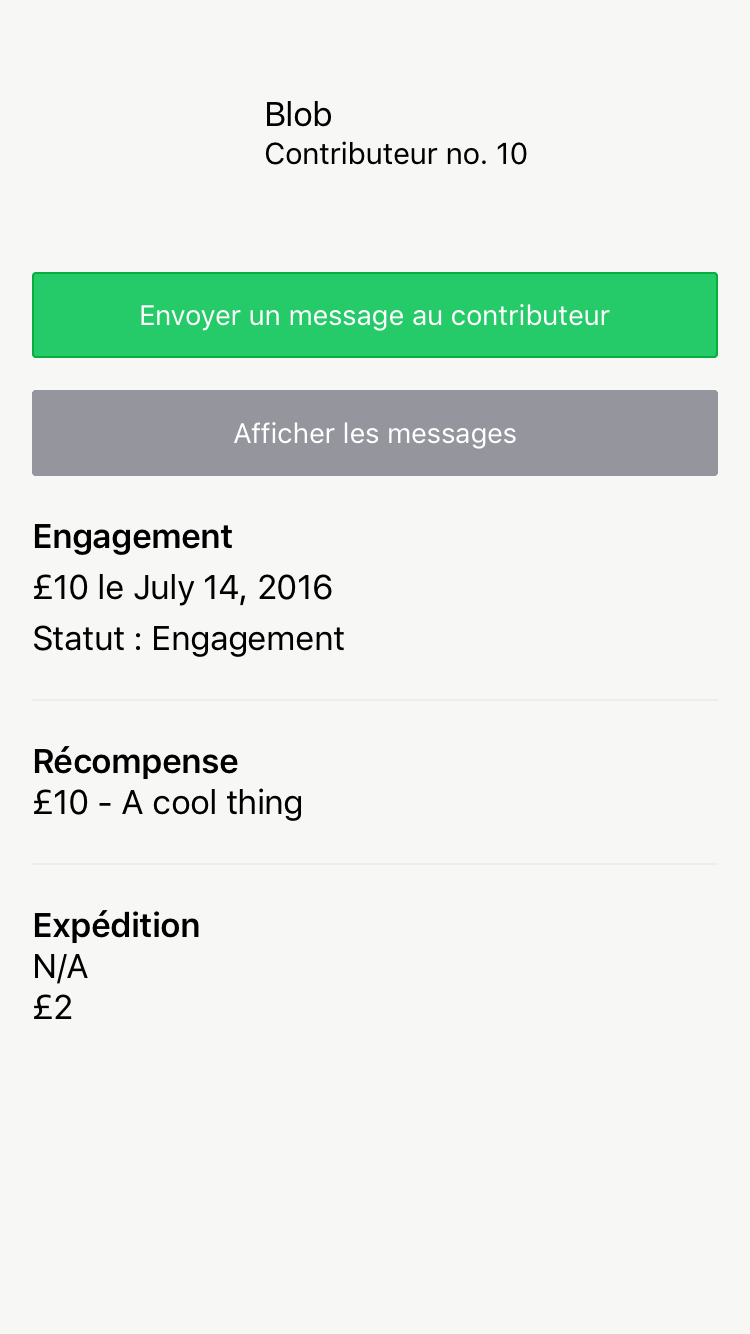 Blob
Contributeur no. 10
Envoyer un message au contributeur
Afficher les messages
Engagement
£10 le July 14, 2016
Statut : Engagement
Récompense
£10 - A cool thing
Expédition
N/A
£2